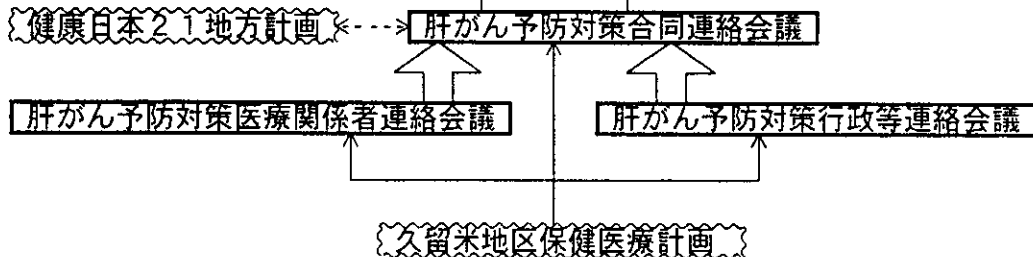 健康日本２１地方計画
肝がん予防対策合同連絡会議
肝がん予防対策医療関係者連絡会議
肝がん予防対策行政等連絡会議
久留米地区保健医療計画